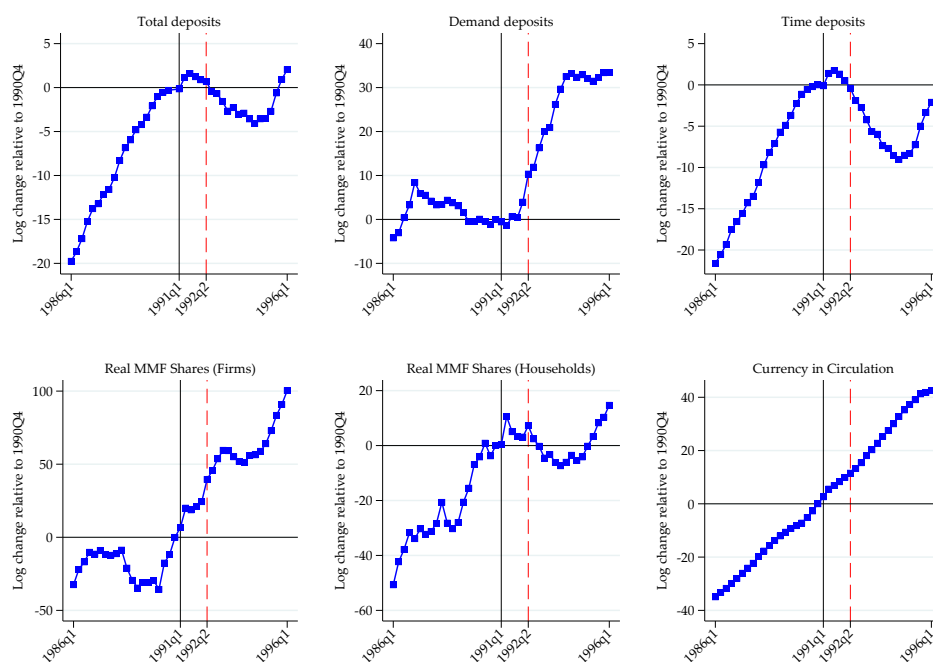 Total deposits
Log change relative to 1990Q4
5
0
-5
-10
-15
-20
1986q1
1991q1
1992q2
1996q1
Demand deposits
Log change relative to 1990Q4
40
30
20
10
0
-10
1986q1
1991q1
1992q2
1996q1
Time deposits
Log change relative to 1990Q4
5
0
-5
-10
-15
-20
1986q1
1991q1
1992q2
1996q1
Real MMF Shares (Firms)
Log change relative to 1990Q4
100
50
0
-50
1986q1
1991q1
1992q2
1996q1
Real MMF Shares (Households)
Log change relative to 1990Q4
20
0
-20
-40
-60
1986q1
1991q1
1992q2
1996q1
Currency in Circulation
Log change relative to 1990Q4
40
20
0
-20
-40
1986q1
1991q1
1992q2
1996q1